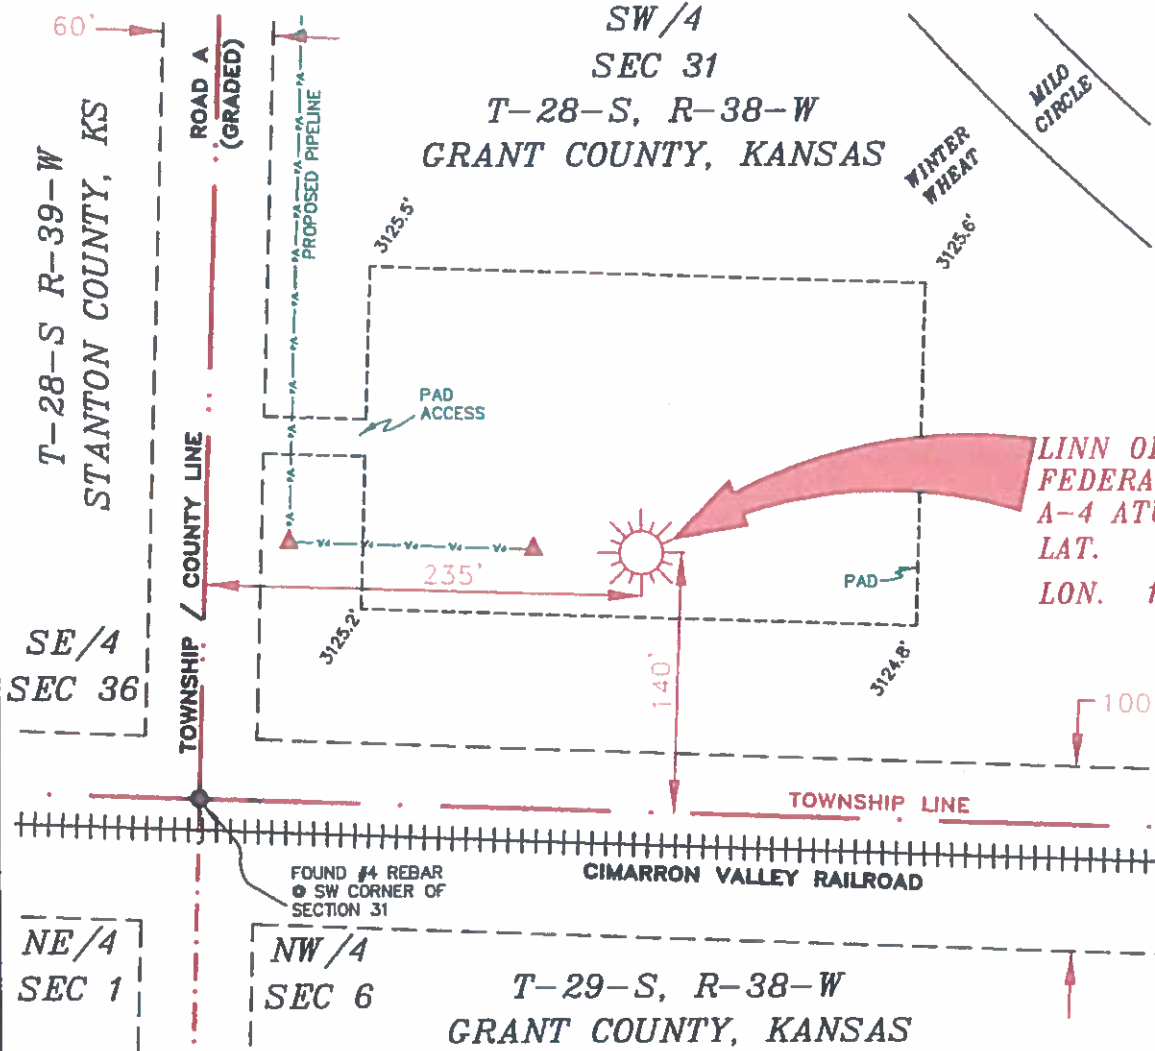 60'
ROAD A
(GRADED)
SW/4
SEC 31
T-28-S, R-38-W
GRANT COUNTY, KANSAS
MILO
CIRCLE
WINTER
WHEAT
T-28-S R-39-W
STANTON COUNTY, KS
PROPOSED PIPELINE
3125.5'
3125.6'
PAD
ACCESS
TOWNSHIP / COUNTY LINE
LINN
FEDERA
A-4
LAT.
LON.
235'
PAD
3125.2'
3124.8'
140'
SE/4
SEC 36
100
TOWNSHIP LINE
CIMARRON VALLEY RAILROAD
FOUND #4 REBAR
@ SW CORNER OF
SECTION 31
NE/4
SEC 1
NW/4
SEC 6
T-29-S, R-38-W
GRANT COUNTY, KANSAS